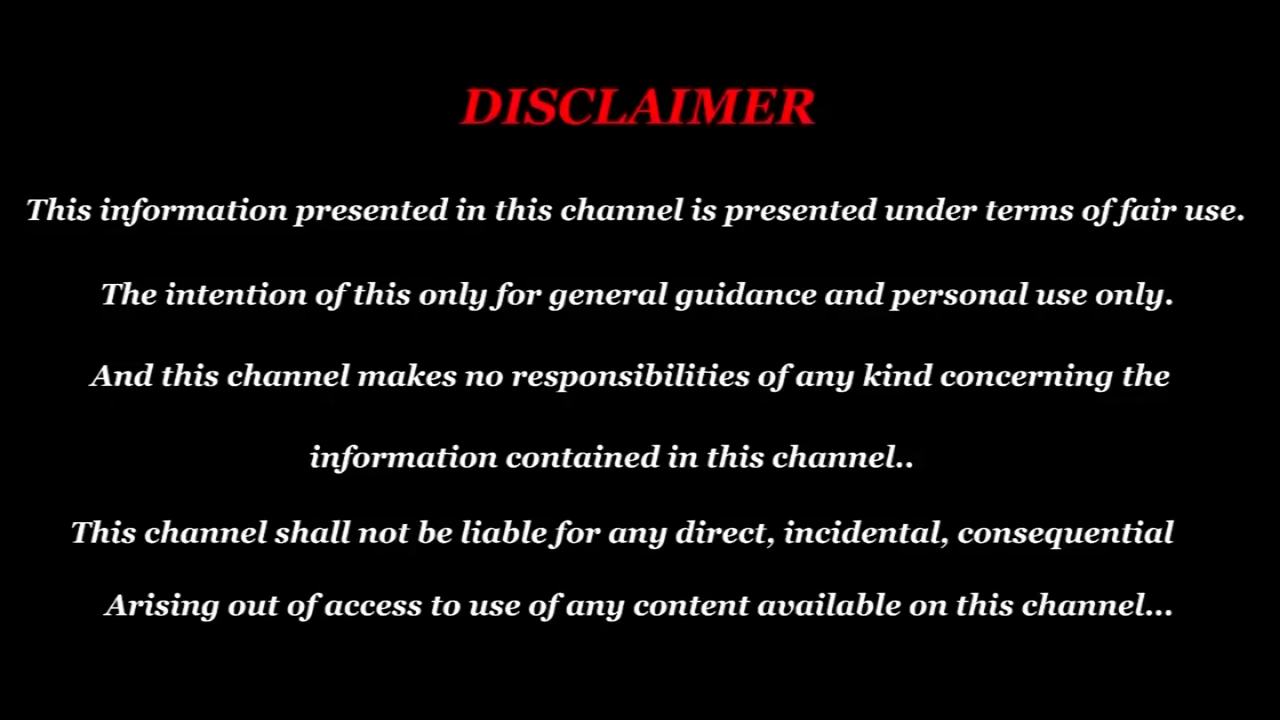 DISCLAIMER
This information presented in this channel is presented under terms of fair use.
The intention of this only for general guidance and personal use only.
And this channel makes no responsibilities of any kind concerning the
information contained in this channel..
This channel shall not be liable for any direct, incidental, consequential
Arising out of access to use of any content available on this channel...